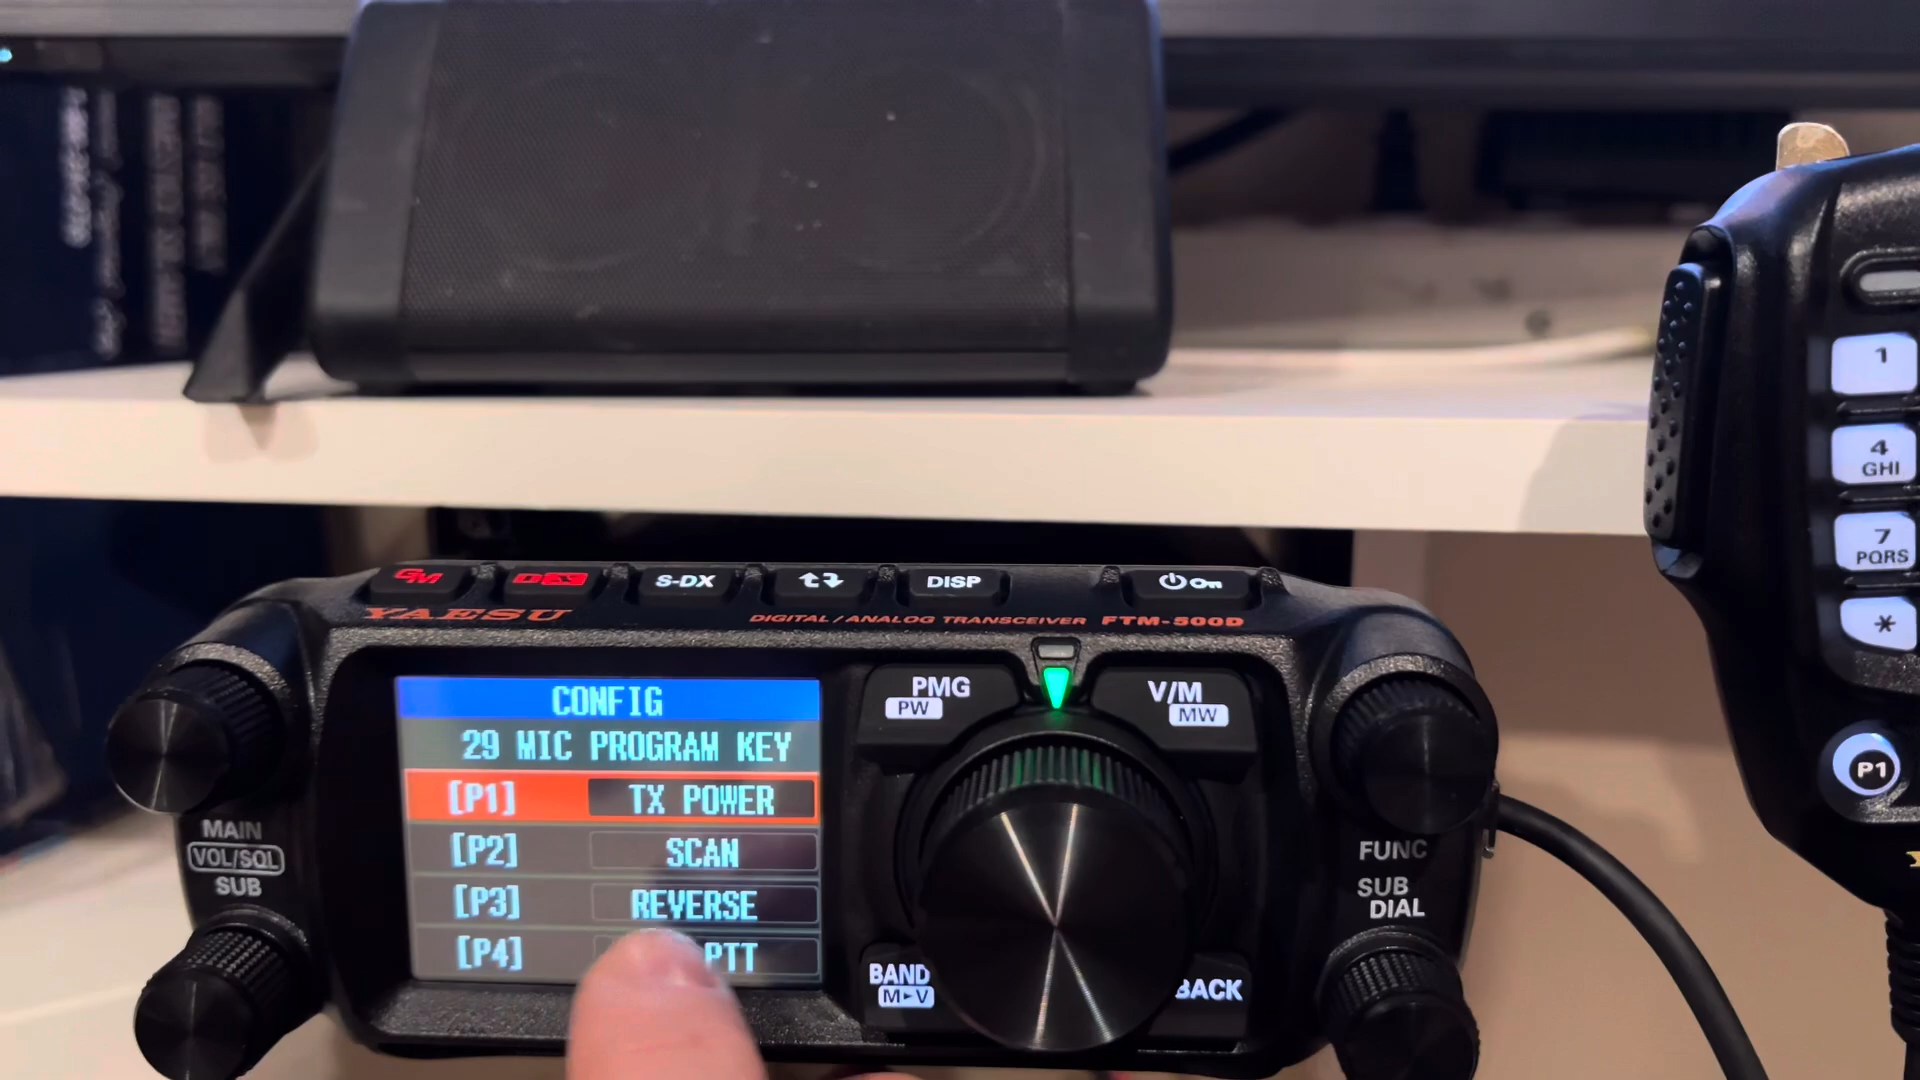 GM
DX
S-DX
DISP
YAESU
DIGITAL / ANALOG TRANSCEIVER FTM-500D
CONFIG
29 MIC PROGRAM KEY
[P1] TX POWER
[P2] SCAN
[P3] REVERSE
[P4] PTT
PMG
PW
V/M
MW
MAIN
VOL/SQL
SUB
BAND
M▶V
BACK
FUNC
SUB
DIAL
1
4
GHI
7
PQRS
*
P1